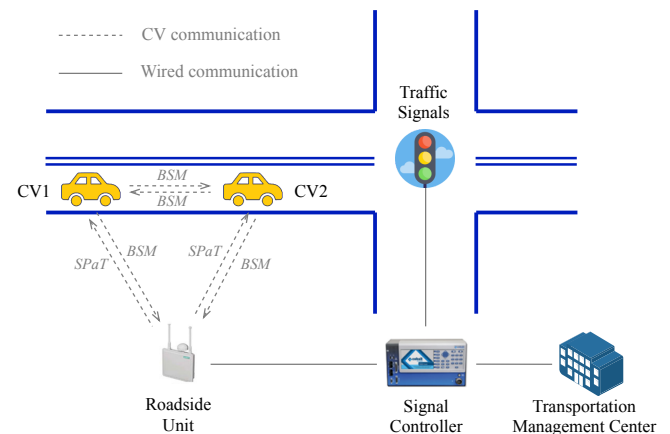 CV communication
Wired communication
Traffic
Signals
CV1
BSM
BSM
CV2
SPaT
BSM
SPaT
BSM
Roadside
Unit
Signal
Controller
Transportation
Management Center